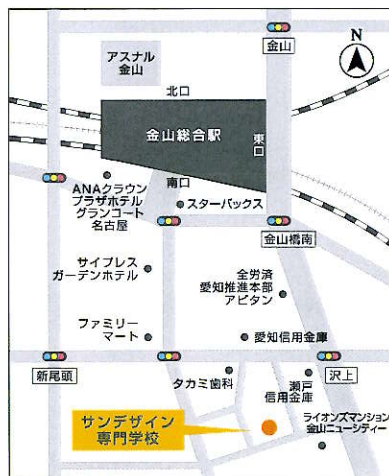 金山
N
アスナル
金山
北口
金山総合駅
東口
南口
ANAクラウン
プラザホテル
グランコート
名古屋
スターバックス
金山橋南
サイプレス
ガーデンホテル
全労済
愛知推進本部
アピタン
ファミリー
マート
愛知信用金庫
新尾頭
沢上
タカミ歯科
瀬戸
信用金庫
サンデザイン
専門学校
ライオンズマンション
金山ニューシティー